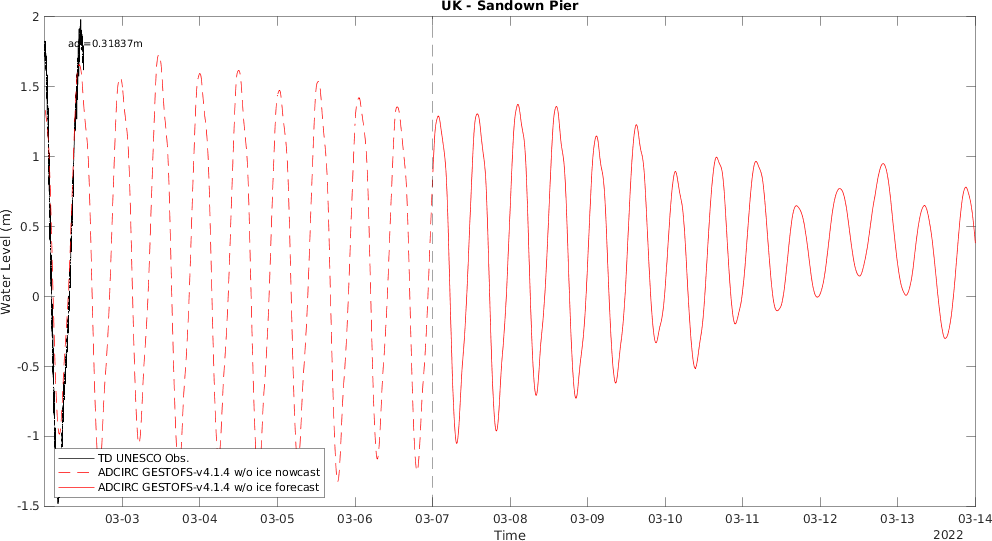 UK - Sandown Pier
2
1.5
1
0.5
0
-0.5
-1
-1.5
Water Level (m)
=0.31837m
TD UNESCO Obs.
ADCIRC GESTOFS-v4.1.4 w/o ice nowcast
ADCIRC GESTOFS-v4.1.4 w/o ice forecast
03-03 03-04 03-05 03-06 03-07 03-08 03-09 03-10 03-11 03-12 03-13 03-14
Time
2022